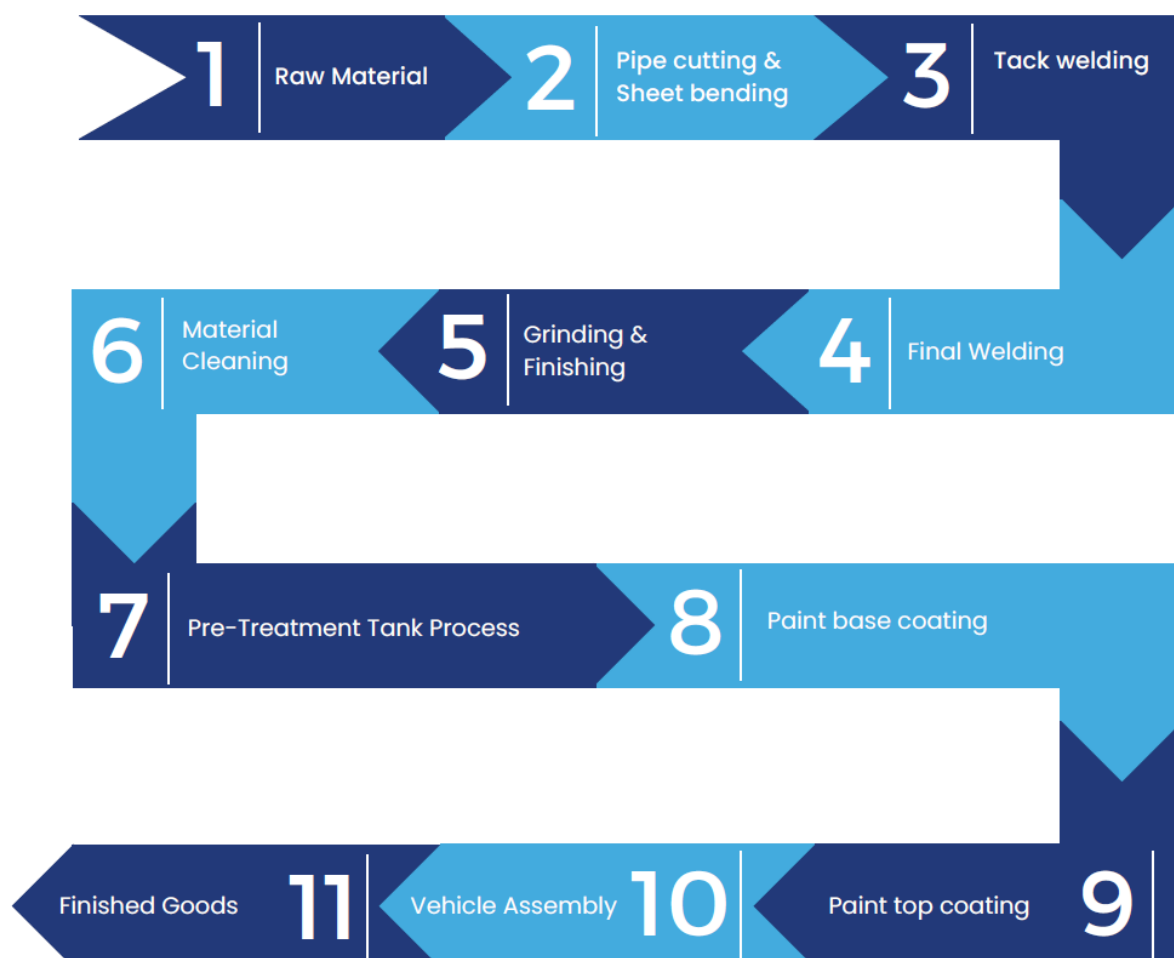 1
Raw Material
2
Pipe cutting &
Sheet bending
3
Tack welding
4
Final Welding
5
Grinding &
Finishing
6
Material
Cleaning
7
Pre-Treatment Tank Process
8
Paint base coating
9
Paint top coating
10
Vehicle Assembly
11
Finished Goods